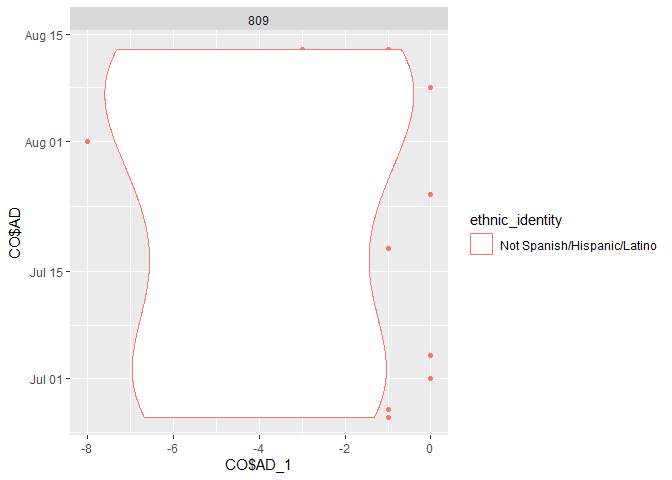 809
Aug 15
Aug 01
Jul 15
Jul 01
CO$AD
-8 -6 -4 -2 0
CO$AD_1
ethnic_identity
Not Spanish/Hispanic/Latino